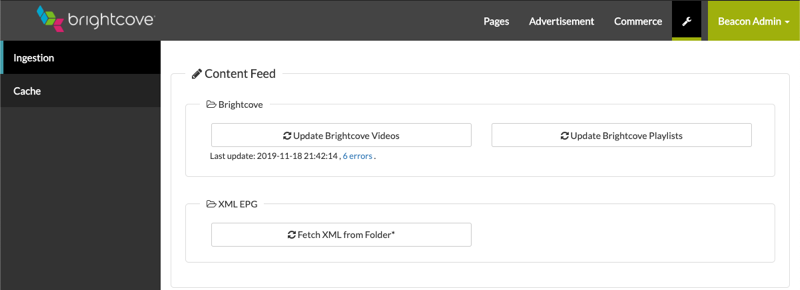 brightcove
Pages Advertisement Commerce Beacon Admin
Ingestion
Cache
Content Feed
Brightcove
Update Brightcove Videos Update Brightcove Playlists
Last update: 2019-11-18 21:42:14 , 6 errors .
XML EPG
Fetch XML from Folder*